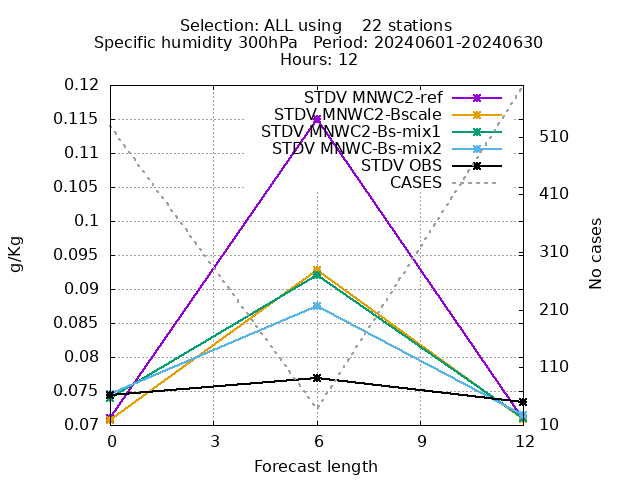 Selection: ALL using    22 stations
Specific humidity 300hPa   Period: 20240601-20240630
Hours: 12
0.12
0.115
0.11
0.105
0.1
0.095
0.09
0.085
0.08
0.075
0.07
g/Kg
STDV MNWC2-ref
STDV MNWC2-Bscale
STDV MNWC2-Bs-mix1
STDV MNWC-Bs-mix2
STDV OBS
CASES
510
410
310
210
110
10
No cases
0 3 6 9 12
Forecast length